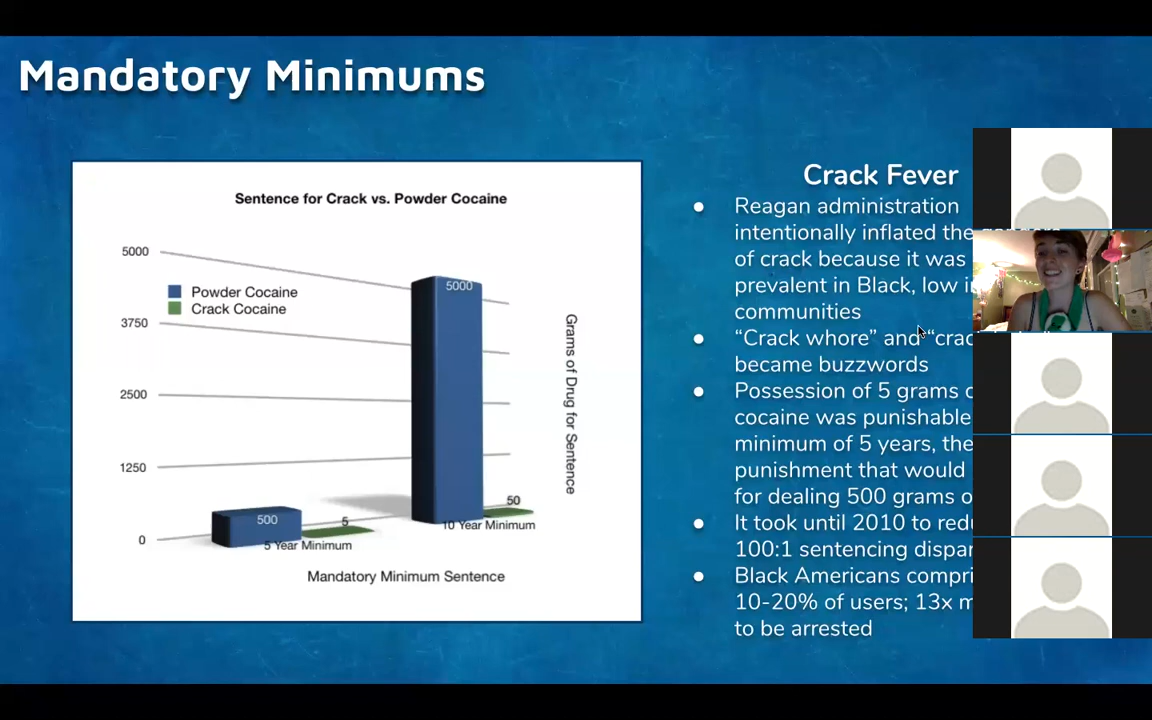 Mandatory Minimums
Sentence for Crack vs. Powder Cocaine
5000
3750
2500
1250
0
Powder Cocaine
Crack Cocaine
500
5
5000
50
5 Year Minimum
10 Year Minimum
Mandatory Minimum Sentence
Grams of Drug for Sentence
Crack Fever
● Reagan administration
intentionally inflated the
of crack because it was
prevalent in Black, low
communities
● “Crack whore” and
became buzzwords
● Possession of 5 grams
cocaine was punishable
minimum of 5 years, the
punishment that would
for dealing 500 grams
● It took until 2010 to
100:1 sentencing
● Black Americans
10-20% of users; 13x
to be arrested